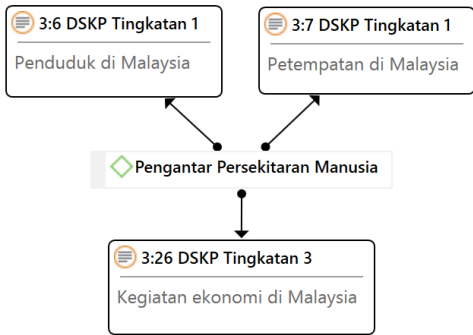 3:6 DSKP Tingkatan 1
Penduduk di Malaysia
3:7 DSKP Tingkatan 1
Petempatan di Malaysia
Pengantar Persekitaran Manusia
3:26 DSKP Tingkatan 3
Kegiatan ekonomi di Malaysia